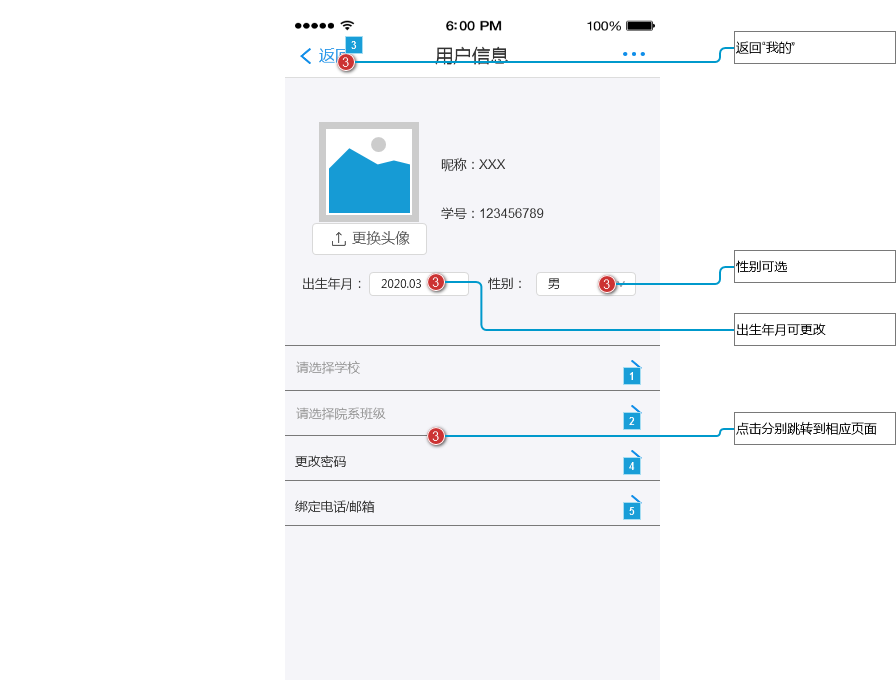 6:00 PM
100%
3
返回
3
用户信息
返回“我的”
昵称：XXX
学号：123456789
更换头像
性别可选
出生年月：
2020.03
3
性别：
男
3
出生年月可更改
请选择学校
1
请选择院系班级
2
点击分别跳转到相应页面
3
更改密码
4
绑定电话/邮箱
5